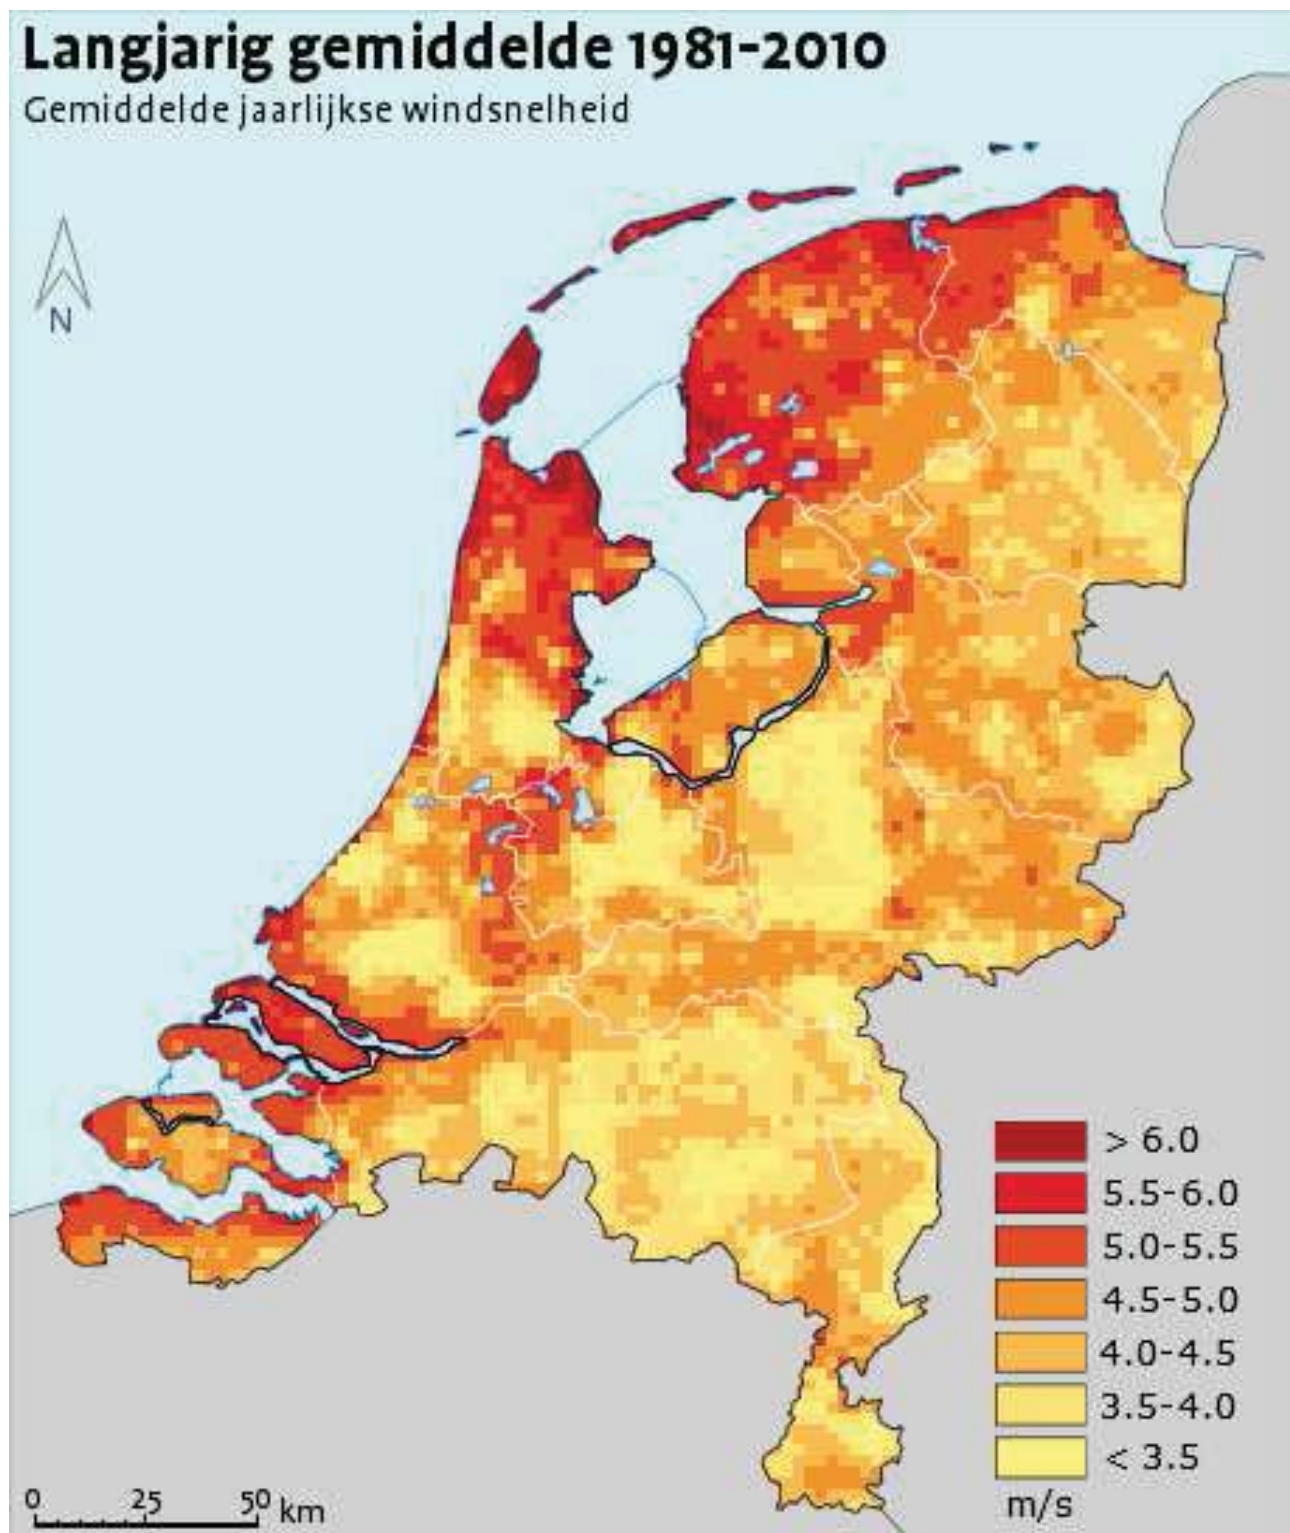 Langjarig gemiddelde 1981-2010
Gemiddelde jaarlijkse windsnelheid
N
> 6.0
5.5-6.0
5.0-5.5
4.5-5.0
4.0-4.5
3.5-4.0
< 3.5
m/s
0 25 50 km